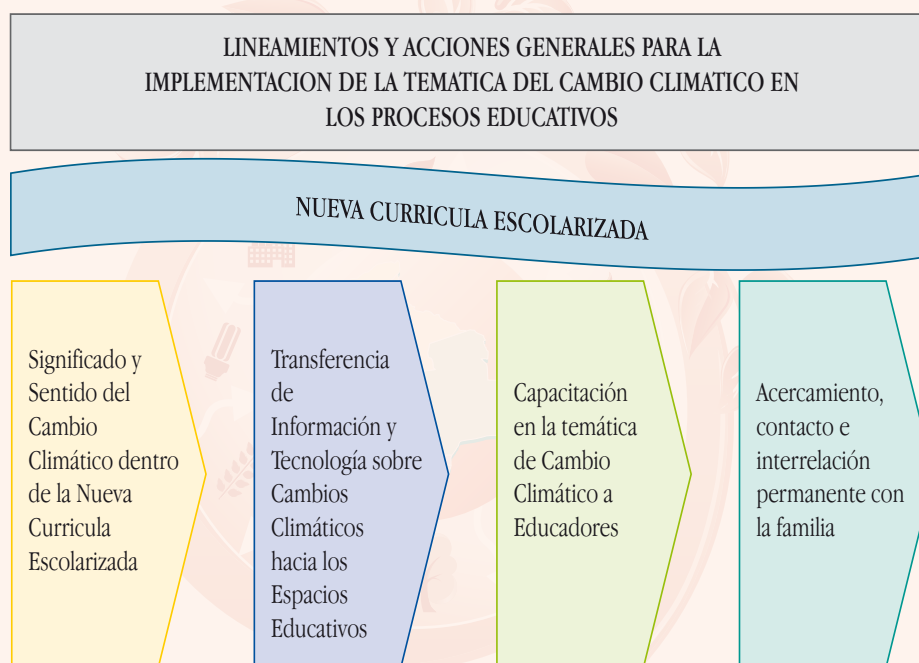 LINEAMIENTOS Y ACCIONES GENERALES PARA LA
IMPLEMENTACION DE LA TEMATICA DEL CAMBIO CLIMATICO EN
LOS PROCESOS EDUCATIVOS
NUEVA CURRICULA ESCOLARIZADA
Significado y
Sentido del
Cambio
Climático dentro
de la Nueva
Curricula
Escolarizada
Transferencia
de
Información y
Tecnología sobre
Cambios
Climáticos
hacia los
Espacios
Educativos
Capacitación
en la temática
de Cambio
Climático a
Educadores
Acercamiento,
contacto e
interrelación
permanente con
la familia